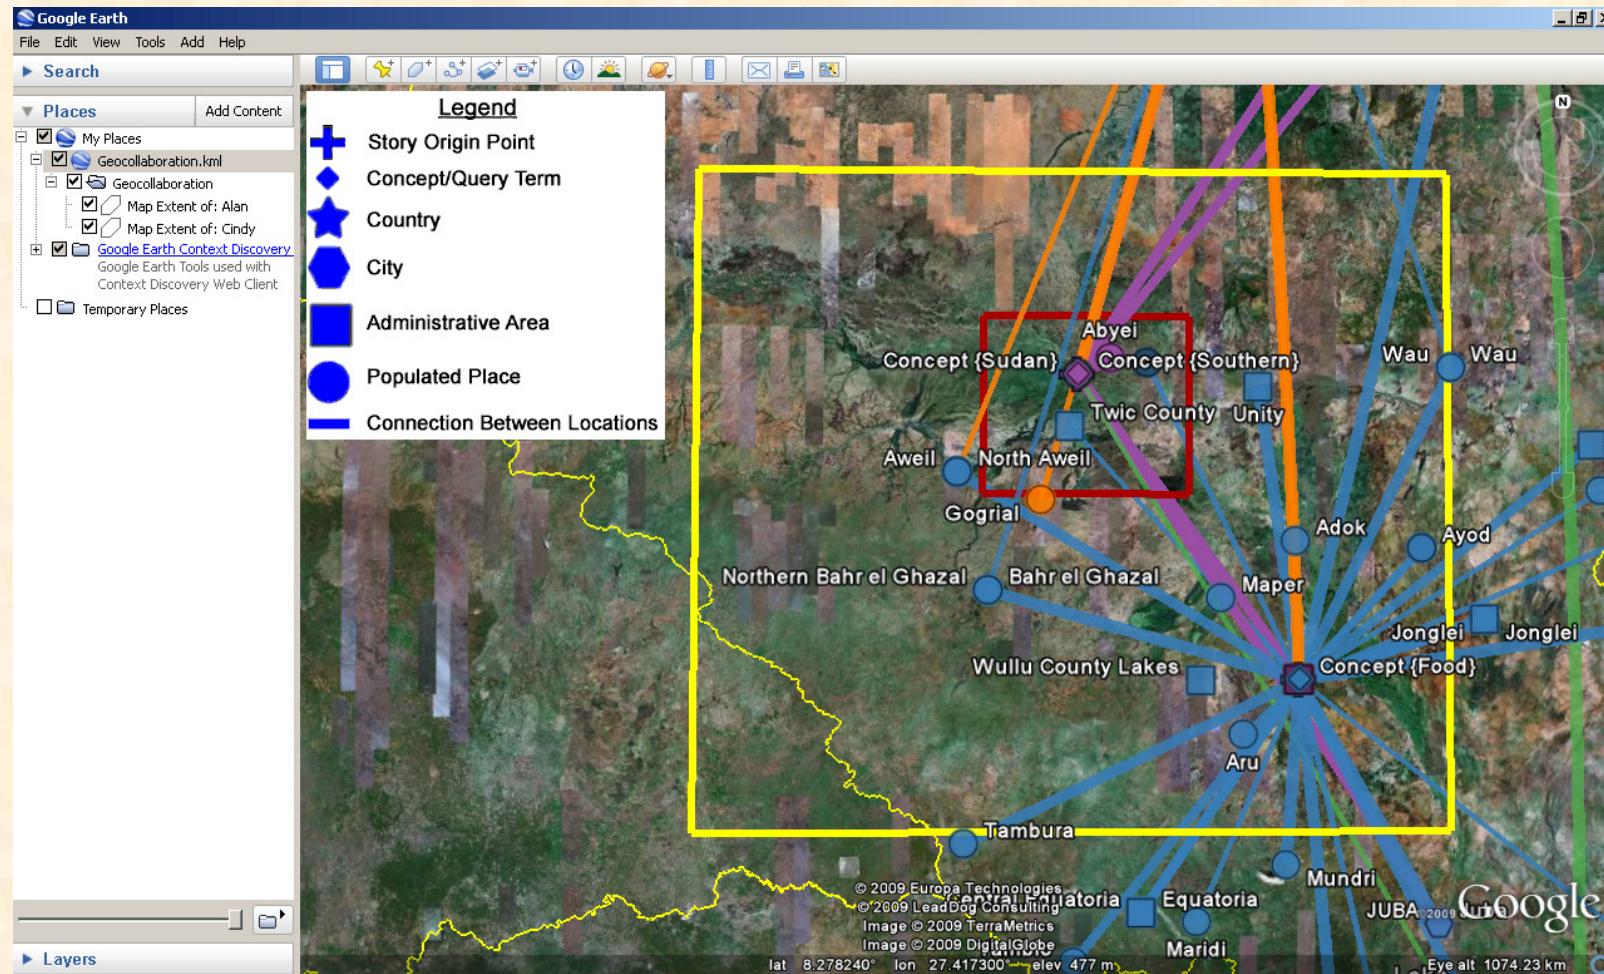 Google Earth
File Edit View Tools Add Help
Search
Places
Add Content
My Places
Geocollaboration.kml
Geocollaboration
Map Extent of: Alan
Map Extent of: Cindy
Google Earth Context Discovery
Google Earth Tools used with
Context Discovery Web Client
Temporary Places
Layers
Legend
Story Origin Point
Concept/Query Term
Country
City
Administrative Area
Populated Place
Connection Between Locations
N
Abyei
Concept {Sudan}
Concept {Southern}
Wau
Wau
Twic County
Unity
Aweil
North Aweil
Gogrial
Adok
Ayod
Northern Bahr el Ghazal
Bahr el Ghazal
Maper
Jonglei
Jonglei
Wullu County Lakes
Concept {Food}
Aru
Tambura
Mundri
© 2009 Europa Technologies
Central Equatoria
© 2009 LeadDog Consulting
Equatoria
JUBA
©2009 Google
Image © 2009 TerraMetrics
Image © 2009 DigitalGlobe
Yambio
Maridi
lat 8.278240° lon 27.417300° elev 477 m
Eye alt 1074.23 km